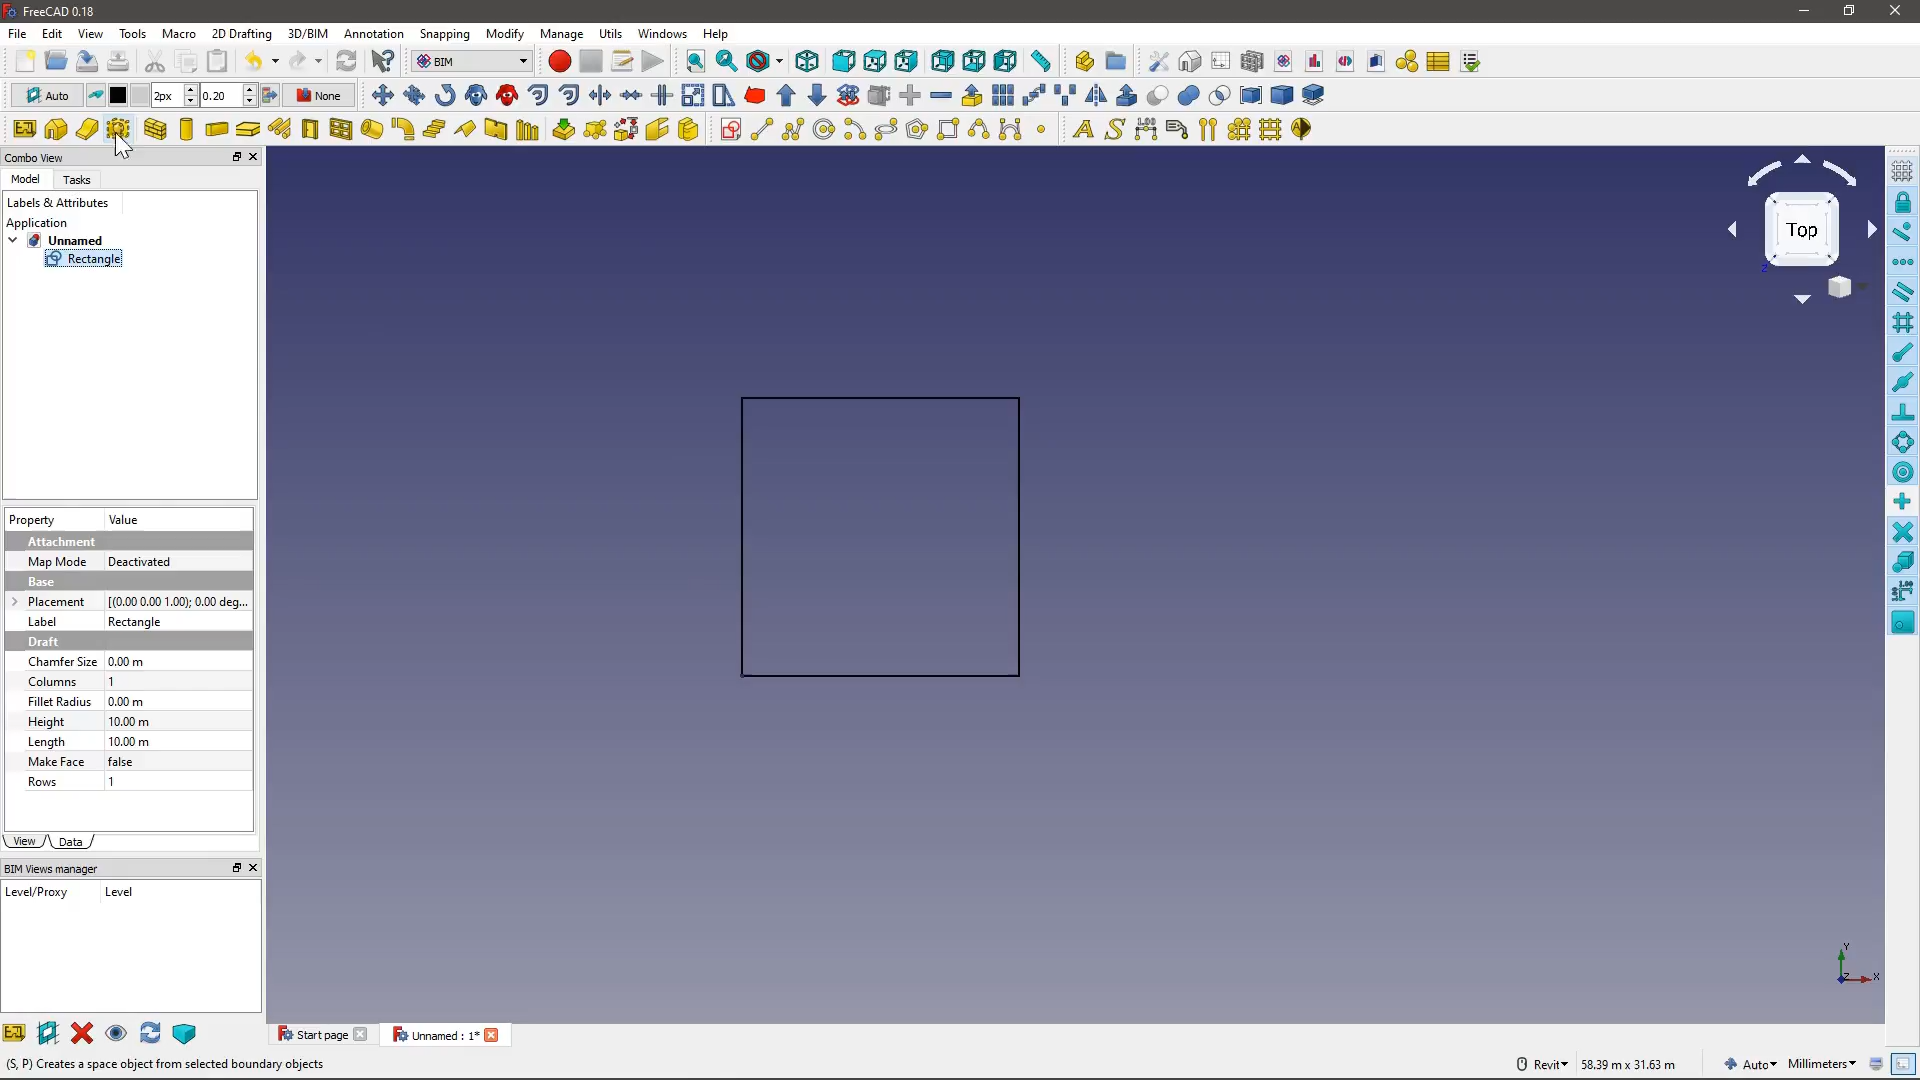 FreeCAD 0.18
File Edit View Tools Macro 2D Drafting 3D/BIM Annotation Snapping Modify Manage Utils Windows Help
BIM
Auto 2px 0.20 None
Combo View
Model Tasks
Labels & Attributes
Application
Unnamed
Rectangle
Top
Z
Property Value
Attachment
Map Mode Deactivated
Base
Placement [(0.00 0.00 1.00); 0.00 deg...
Label Rectangle
Draft
Chamfer Size 0.00 m
Columns 1
Fillet Radius 0.00 m
Height 10.00 m
Length 10.00 m
Make Face false
Rows 1
View Data
BIM Views manager
Level/Proxy Level
Y
Z X
Start page Unnamed : 1*
(S, P) Creates a space object from selected boundary objects
Revit 58.39 m x 31.63 m Auto Millimeters